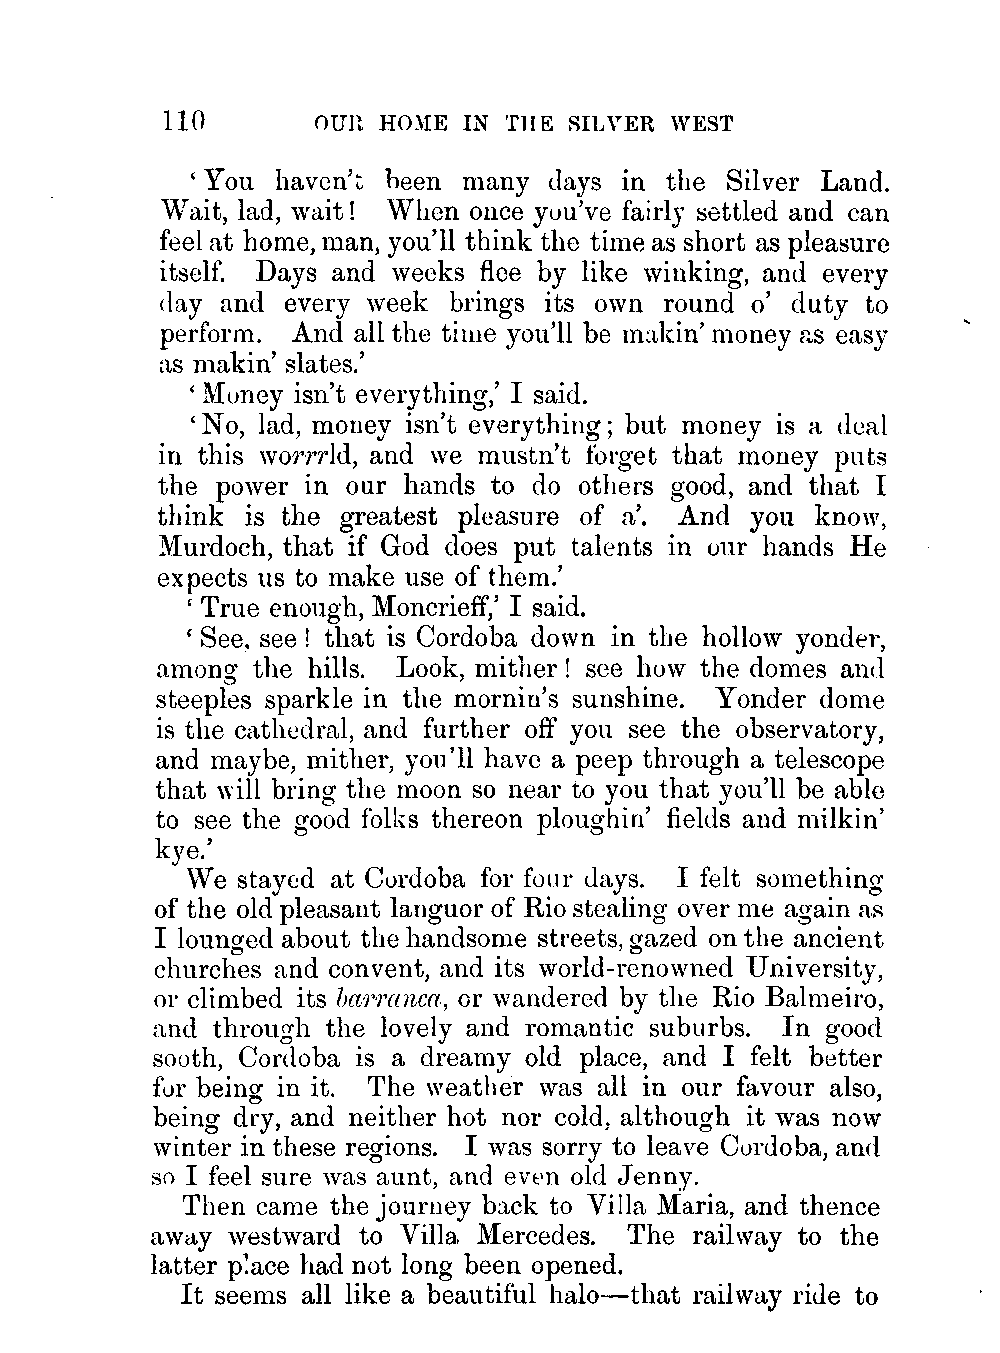 110 OUR HOME IN THE SILVER WEST
‘You haven’t been many days in the Silver Land.
Wait, lad, wait! When once you’ve fairly settled and can
feel at home, man, you’ll think the time as short as pleasure
itself. Days and weeks flee by like winking, and every
day and every week brings its own round o’ duty to
perform. And all the time you’ll be makin’ money as easy
as makin’ slates.’
‘Money isn’t everything,’ I said.
‘No, lad, money isn’t everything; but money is a deal
in this worrrld, and we mustn’t forget that money puts
the power in our hands to do others good, and that I
think is the greatest pleasure of a’. And you know,
Murdoch, that if God does put talents in our hands He
expects us to make use of them.’
‘True enough, Moncrieff,’ I said.
‘See, see! that is Cordoba down in the hollow yonder,
among the hills. Look, mither! see how the domes and
steeples sparkle in the mornin’s sunshine. Yonder dome
is the cathedral, and further off you see the observatory,
and maybe, mither, you’ll have a peep through a telescope
that will bring the moon so near to you that you’ll be able
to see the good folks thereon ploughin’ fields and milkin’
kye.’
We stayed at Cordoba for four days. I felt something
of the old pleasant languor of Rio stealing over me again as
I lounged about the handsome streets, gazed on the ancient
churches and convent, and its world-renowned University,
or climbed its barranca, or wandered by the Rio Balmeiro,
and through the lovely and romantic suburbs. In good
sooth, Cordoba is a dreamy old place, and I felt better
for being in it. The weather was all in our favour also,
being dry, and neither hot nor cold, although it was now
winter in these regions. I was sorry to leave Cordoba, and
so I feel sure was aunt, and even old Jenny.
Then came the journey back to Villa Maria, and thence
away westward to Villa Mercedes. The railway to the
latter place had not long been opened.
It seems all like a beautiful halo—that railway ride to